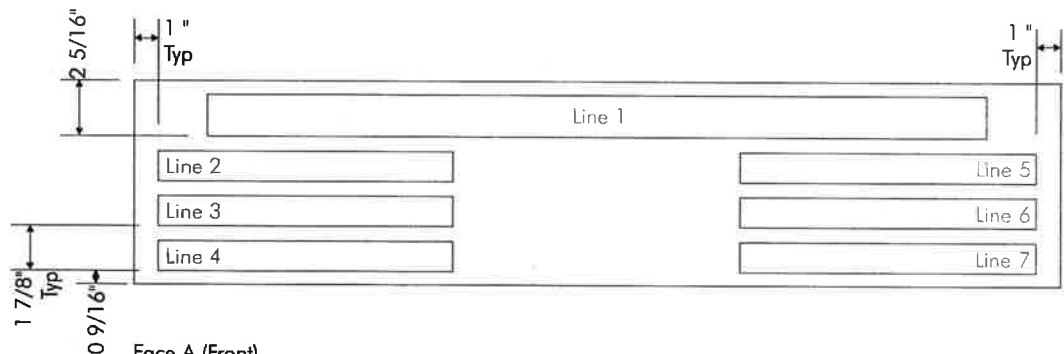 1 "
Typ
1 "
Typ
2 5/16"
Line 1
Line 2
Line 5
Line 3
Line 6
Line 4
Line 7
1 7/8"
Typ
0 9/16"
Face A (Front)